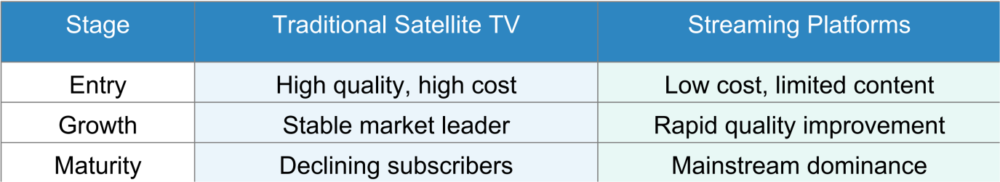 Stage Traditional Satellite TV Streaming Platforms
Entry High quality, high cost Low cost, limited content
Growth Stable market leader Rapid quality improvement
Maturity Declining subscribers Mainstream dominance